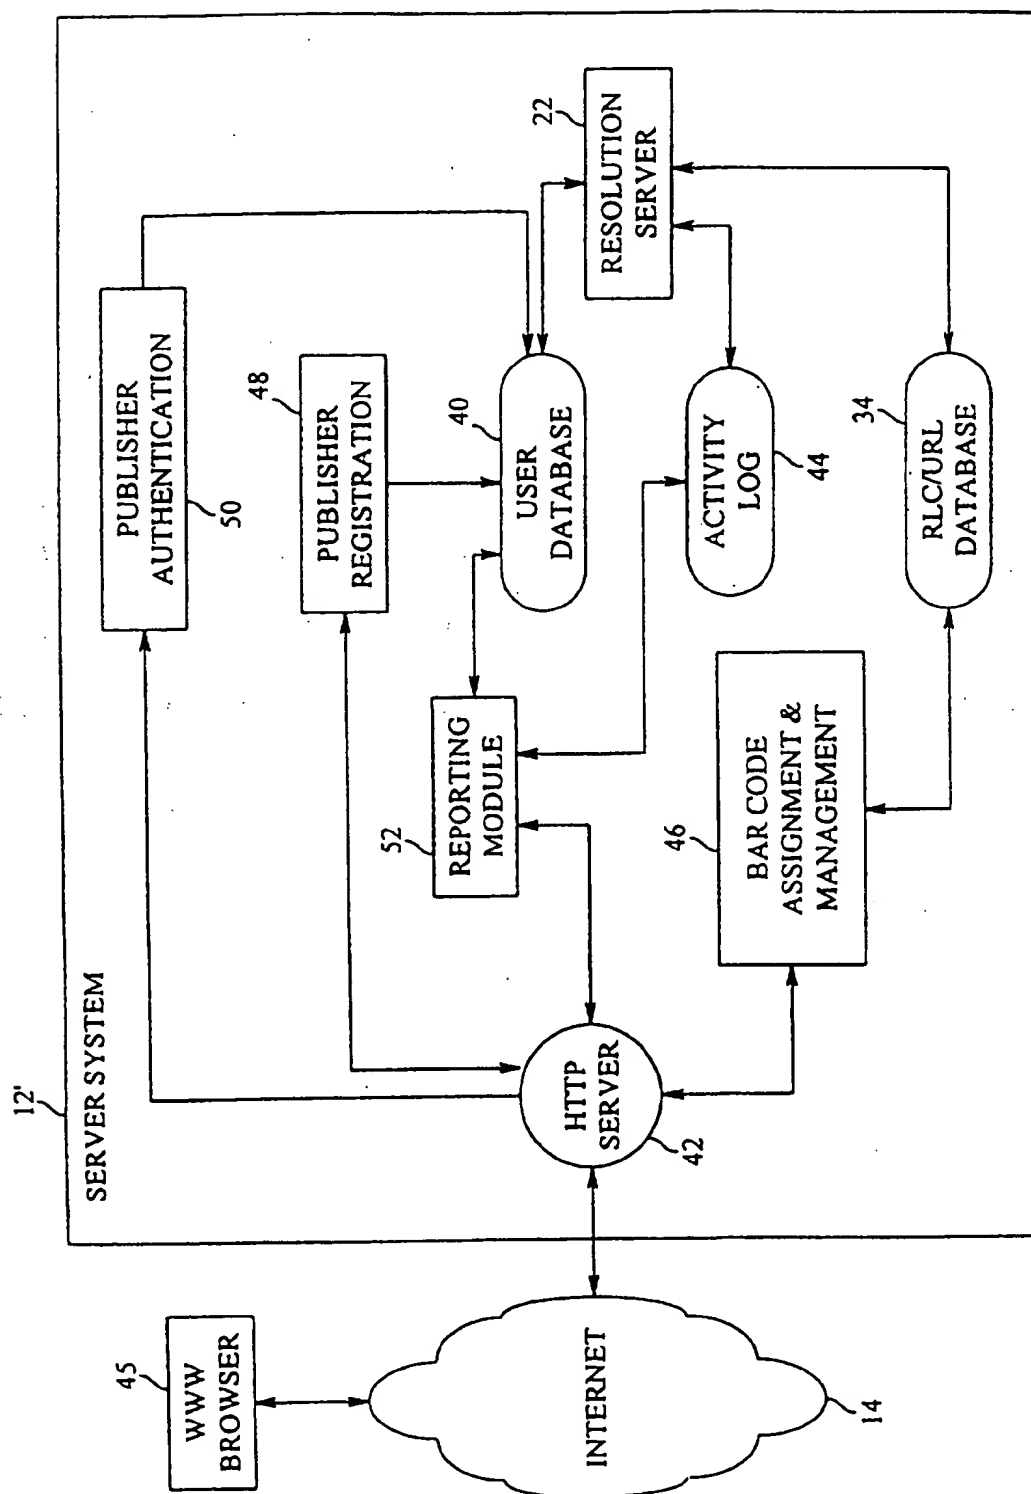 12'
SERVER SYSTEM
45
WWW
BROWSER
INTERNET
14
HTTP
SERVER
42
PUBLISHER
AUTHENTICATION
50
48
PUBLISHER
REGISTRATION
52
REPORTING
MODULE
40
USER
DATABASE
22
RESOLUTION
SERVER
ACTIVITY
LOG
44
46
BAR CODE
ASSIGNMENT &
MANAGEMENT
34
RLC/URL
DATABASE